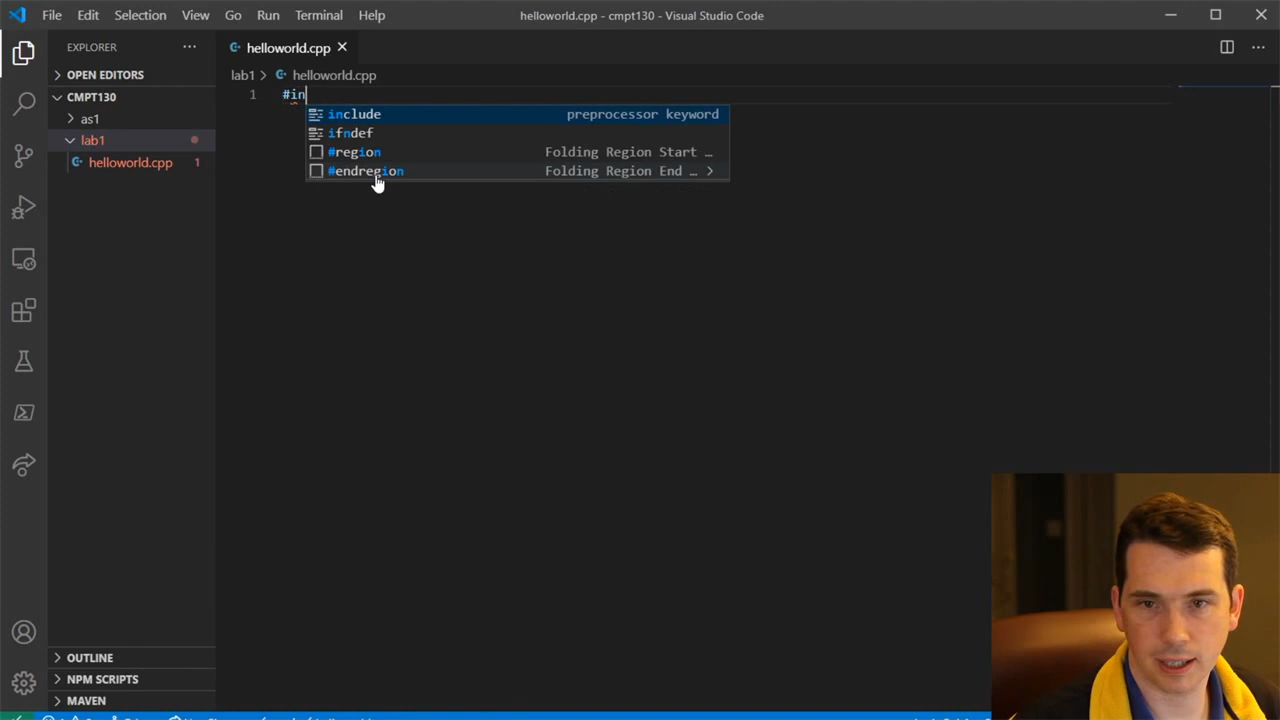 File Edit Selection View Go Run Terminal Help helloworld.cpp - cmpt130 - Visual Studio Code
EXPLORER ... helloworld.cpp
OPEN EDITORS lab1 > helloworld.cpp
CMPT130 1 #in
as1
lab1
helloworld.cpp 1
include preprocessor keyword
ifndef
#region Folding Region Start ...
#endregion Folding Region End ...
OUTLINE
NPM SCRIPTS
MAVEN